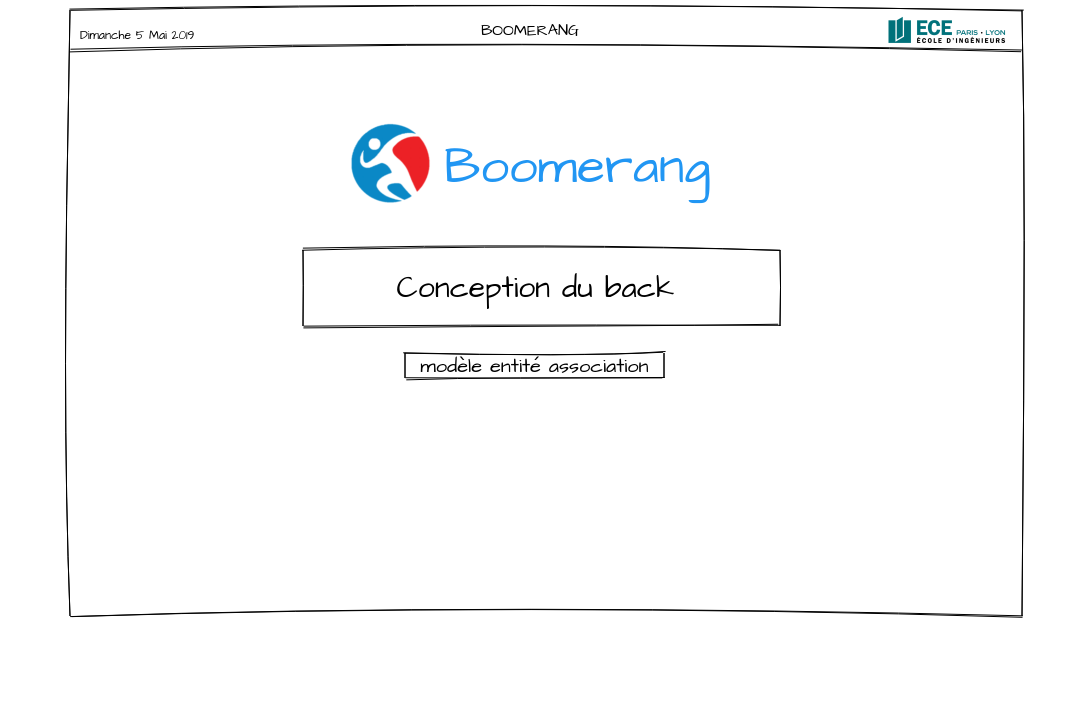 Dimanche 5 Mai 2019
BOOMERANG
ECE PARIS • LYON
ÉCOLE D'INGÉNIEURS
Boomerang
Conception du back
modèle entité association